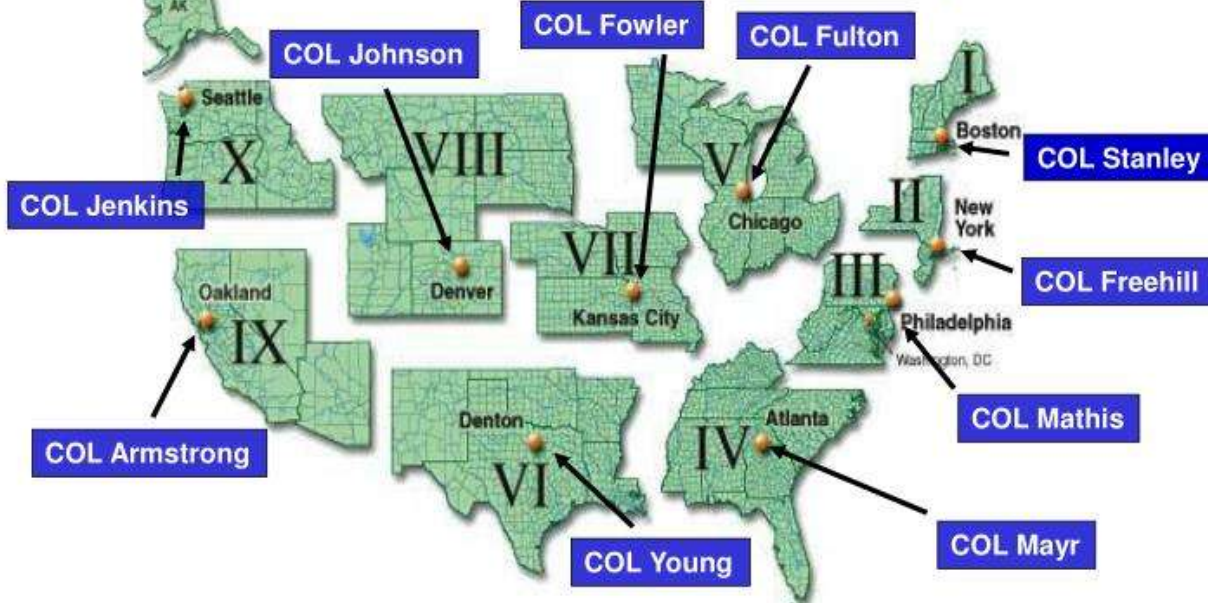 AK
COL Fowler
COL Fulton
COL Johnson
Seattle
X
COL Jenkins
VIII
V
Chicago
I
Boston
COL Stanley
II
New
York
COL Freehill
VII
Kansas City
Denver
III
Philadelphia
Washington, DC
Oakland
IX
COL Armstrong
COL Mathis
Denton
VI
COL Young
Atlanta
IV
COL Mayr